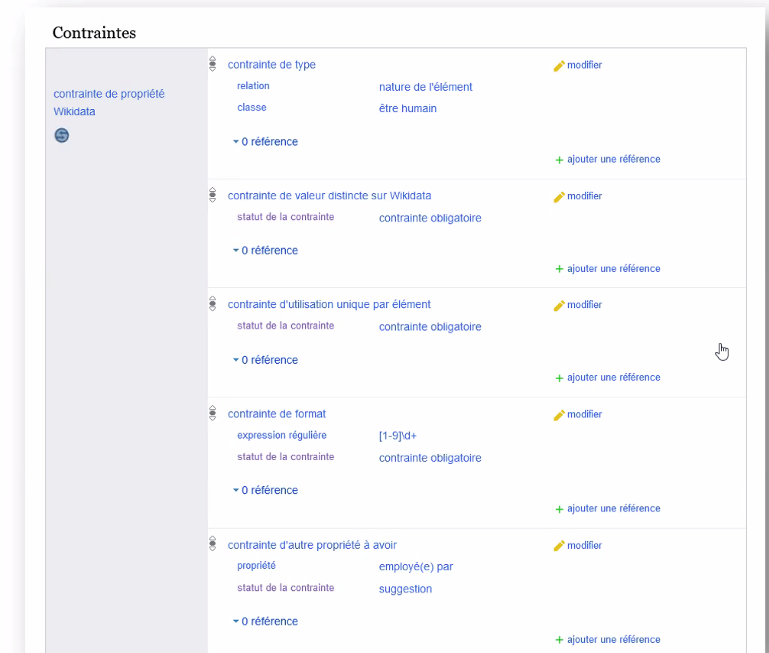 Contraintes
contrainte de propriété
Wikidata
contrainte de type
modifier
relation
nature de l'élément
classe
être humain
0 référence
+ ajouter une référence
contrainte de valeur distincte sur Wikidata
modifier
statut de la contrainte
contrainte obligatoire
0 référence
+ ajouter une référence
contrainte d'utilisation unique par élément
modifier
statut de la contrainte
contrainte obligatoire
0 référence
+ ajouter une référence
contrainte de format
modifier
expression régulière
[1-9]\d+
statut de la contrainte
contrainte obligatoire
0 référence
+ ajouter une référence
contrainte d'autre propriété à avoir
modifier
propriété
employé(e) par
statut de la contrainte
suggestion
0 référence
+ ajouter une référence